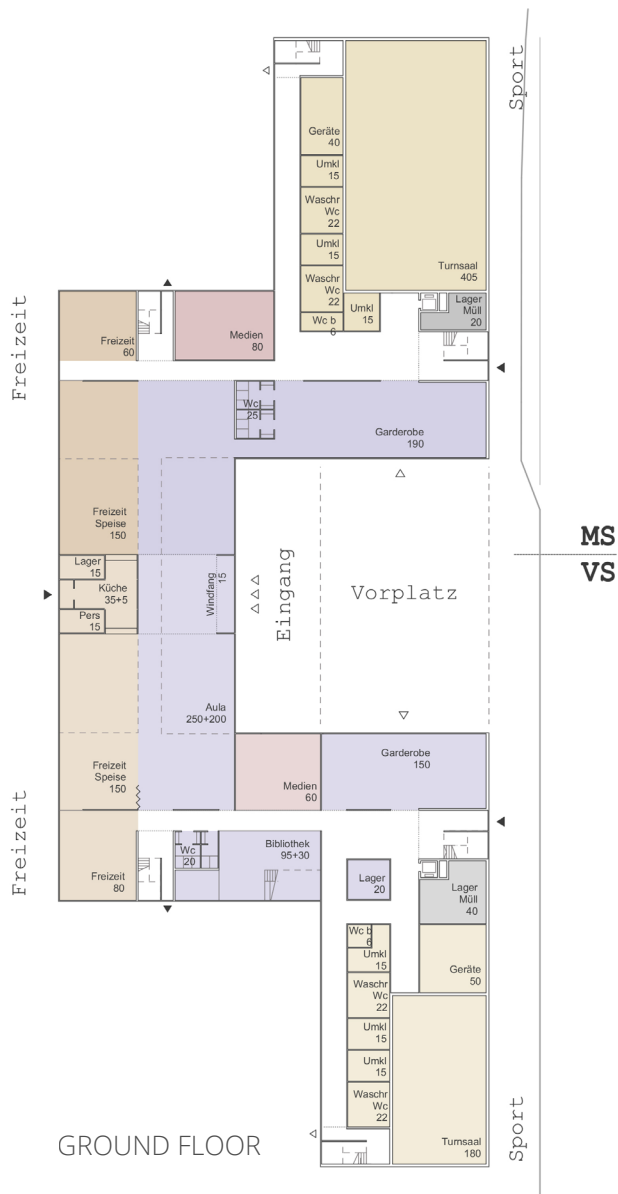 Sport
Geräte
40
Umkl
15
Waschr
Wc
22
Umkl
15
Waschr
Wc
22
Wc b
6
Umkl
15
Turnsaal
405
Lager
Müll
20
Freizeit
Freizeit
60
Medien
80
Wc
25
Garderobe
190
Freizeit
Speise
150
Lager
15
Küche
35+5
Pers
15
Windfang
15
Eingang
Vorplatz
MS
VS
Aula
250+200
Freizeit
Speise
150
Medien
60
Garderobe
150
Freizeit
Freizeit
80
Wc
20
Bibliothek
95+30
Lager
20
Lager
Müll
40
Wc b
6
Umkl
15
Geräte
50
Waschr
Wc
22
Umkl
15
Umkl
15
Waschr
Wc
22
Turnsaal
180
Sport
GROUND FLOOR